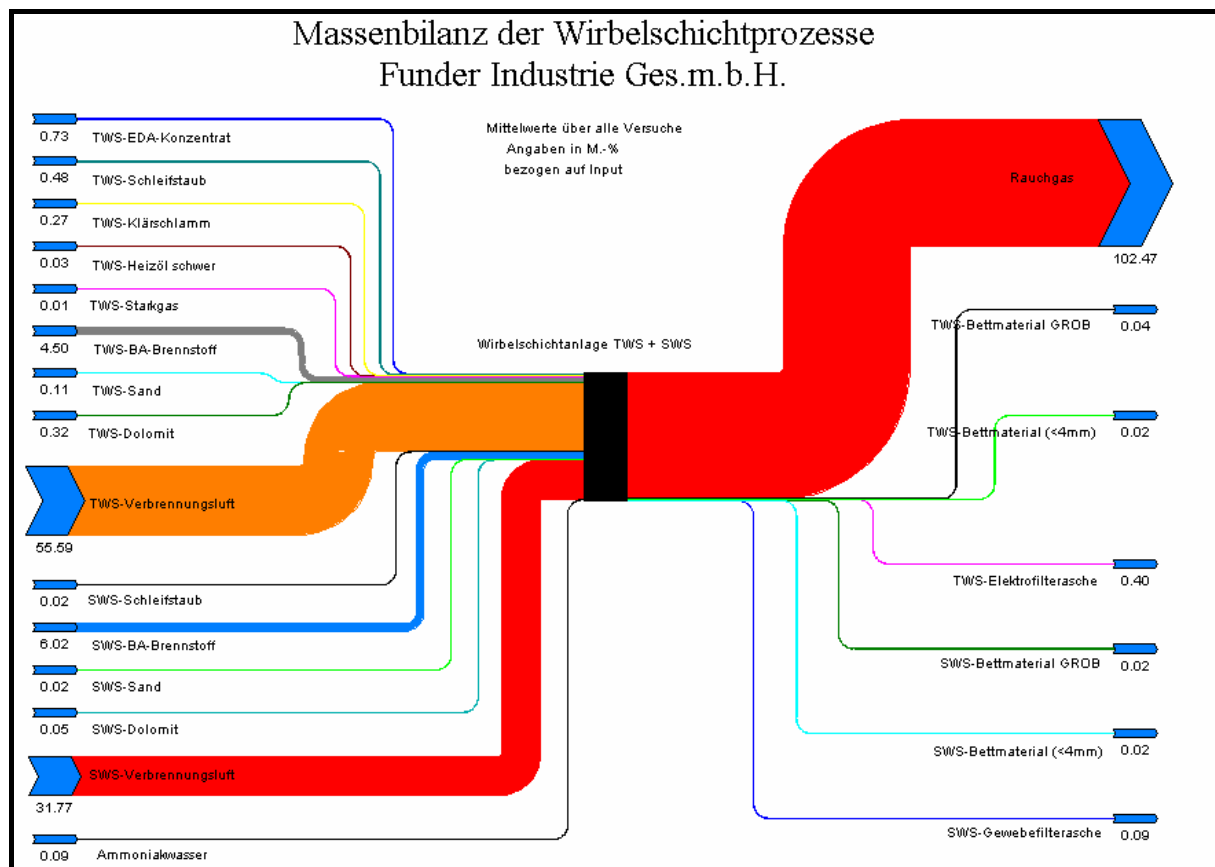 Massenbilanz der Wirbelschichtprozesse
Funder Industrie Ges.m.b.H.
Mittelwerte über alle Versuche
Angaben in M.-%
bezogen auf Input
0.73 TWS-EDA-Konzentrat
0.48 TWS-Schleifstaub
0.27 TWS-Klärschlamm
0.03 TWS-Heizöl schwer
0.01 TWS-Starkgas
4.50 TWS-BA-Brennstoff
0.11 TWS-Sand
0.32 TWS-Dolomit
TWS-Verbrennungsluft
55.59
0.02 SWS-Schleifstaub
6.02 SWS-BA-Brennstoff
0.02 SWS-Sand
0.05 SWS-Dolomit
SWS-Verbrennungsluft
31.77
0.09 Ammoniakwasser
Wirbelschichtanlage TWS + SWS
Rauchgas
102.47
TWS-Bettmaterial GROB 0.04
TWS-Bettmaterial (<4mm) 0.02
TWS-Elektrofilterasche 0.40
SWS-Bettmaterial GROB 0.02
SWS-Bettmaterial (<4mm) 0.02
SWS-Gewebefilterasche 0.09